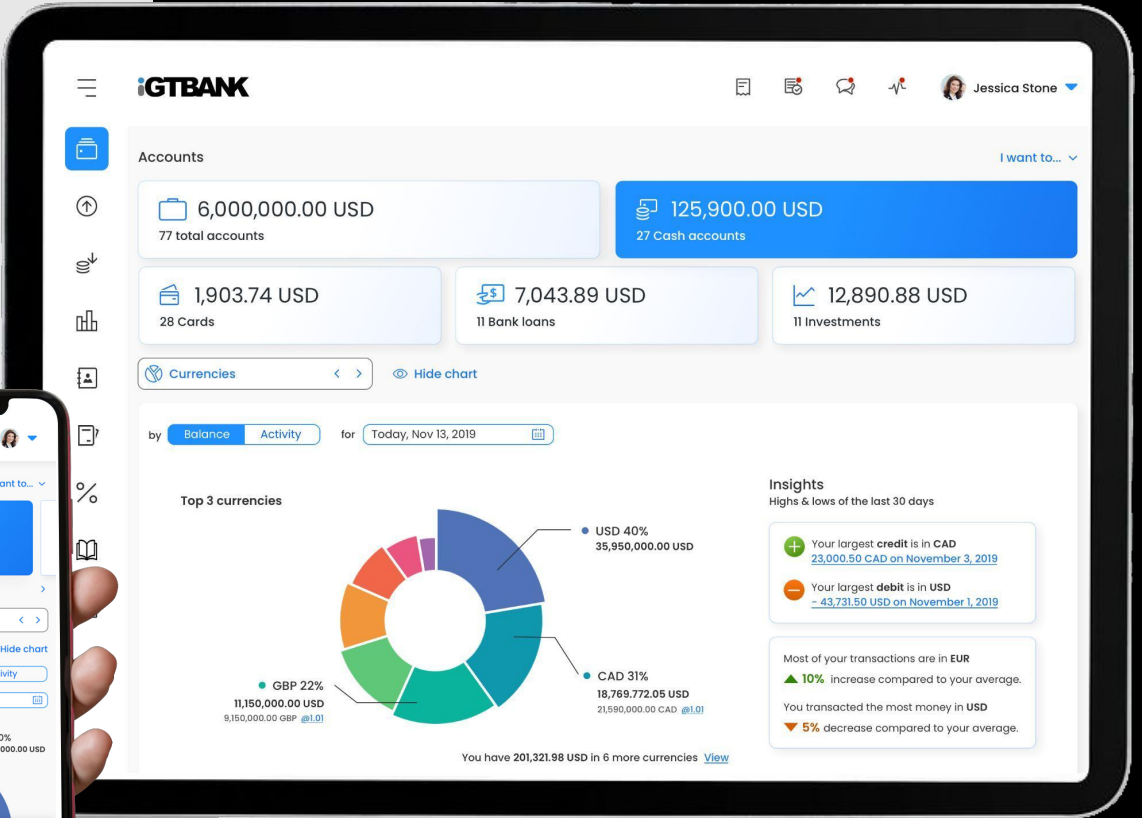 iGTBANK
Jessica Stone
Accounts
I want to...
6,000,000.00 USD
77 total accounts
125,900.00 USD
27 Cash accounts
1,903.74 USD
28 Cards
7,043.89 USD
11 Bank loans
12,890.88 USD
11 Investments
Currencies
Hide chart
by Balance Activity for Today, Nov 13, 2019
Top 3 currencies
USD 40%
35,950,000.00 USD
CAD 31%
18,769.772.05 USD
21,590,000.00 CAD @1.01
GBP 22%
11,150,000.00 USD
9,150,000.00 GBP @1.01
You have 201,321.98 USD in 6 more currencies View
Insights
Highs & lows of the last 30 days
Your largest credit is in CAD
23,000.50 CAD on November 3, 2019
Your largest debit is in USD
- 43,731.50 USD on November 1, 2019
Most of your transactions are in EUR
10% increase compared to your average.
You transacted the most money in USD
5% decrease compared to your average.
to...
Hide chart
0%
000.00 USD